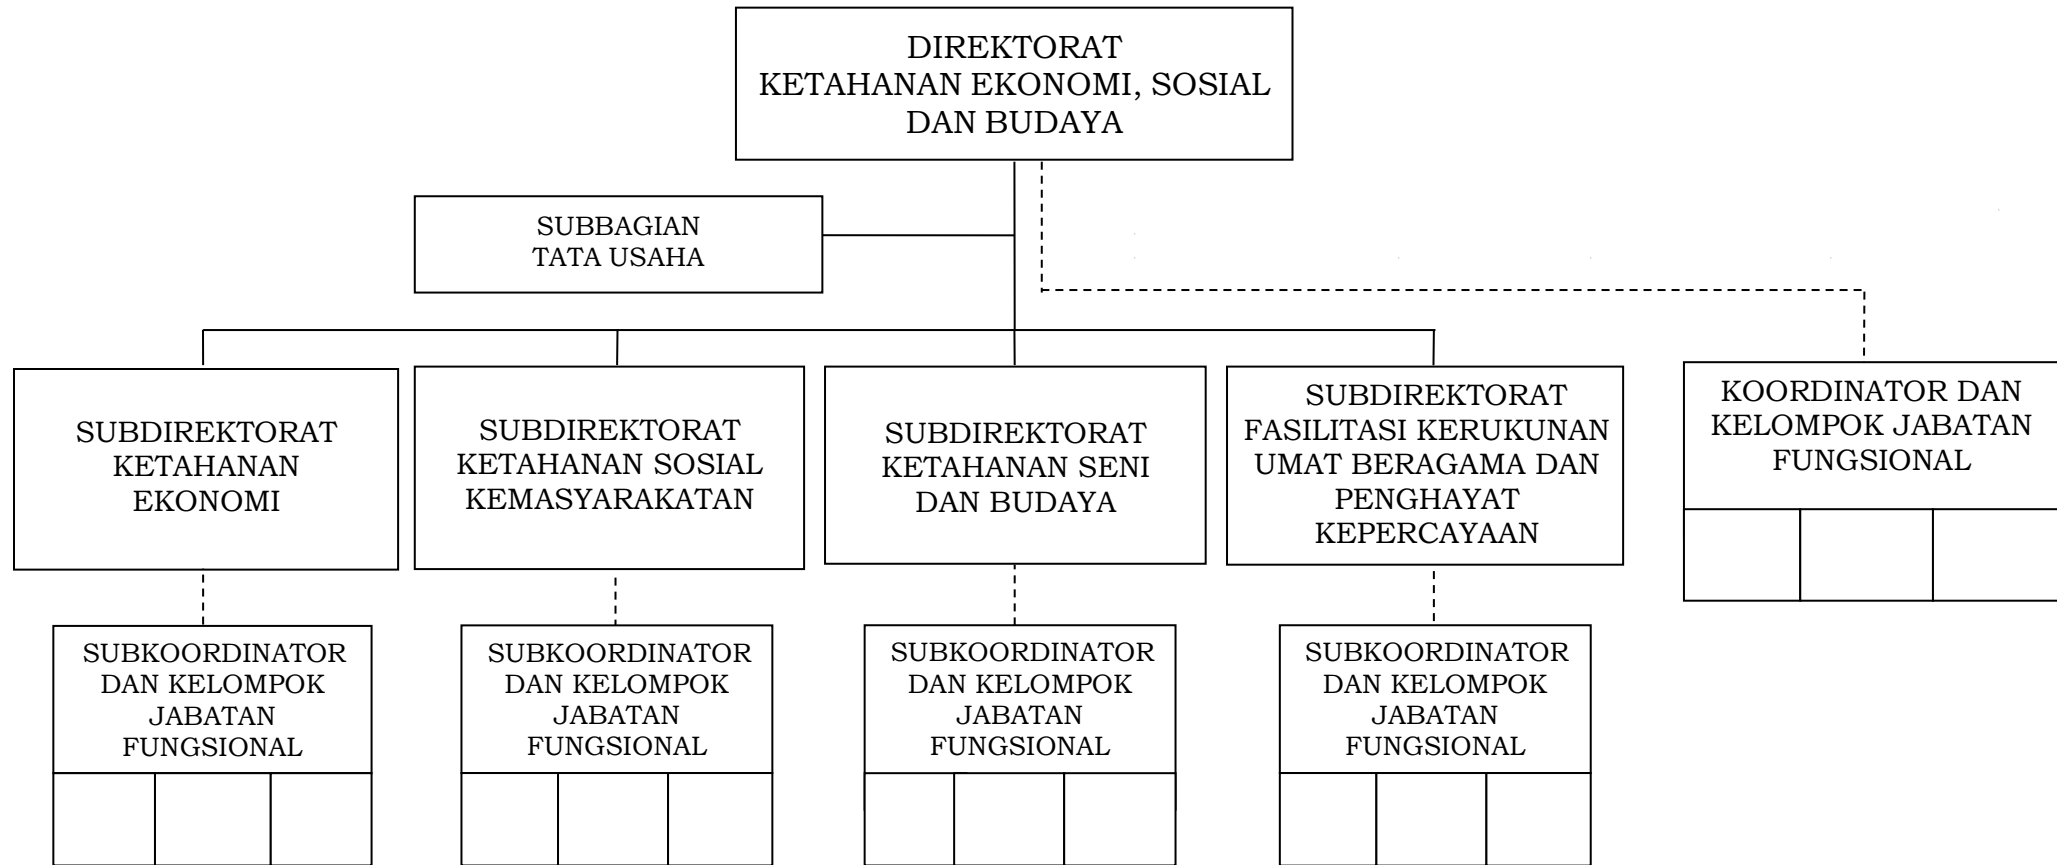 DIREKTORAT
KETAHANAN EKONOMI, SOSIAL
DAN BUDAYA
SUBBAGIAN
TATA USAHA
SUBDIREKTORAT
KETAHANAN
EKONOMI
SUBDIREKTORAT
KETAHANAN SOSIAL
KEMASYARAKATAN
SUBDIREKTORAT
KETAHANAN SENI
DAN BUDAYA
SUBDIREKTORAT
FASILITASI KERUKUNAN
UMAT BERAGAMA DAN
PENGHAYAT
KEPERCAYAAN
KOORDINATOR DAN
KELOMPOK JABATAN
FUNGSIONAL
SUBKOORDINATOR
DAN KELOMPOK
JABATAN
FUNGSIONAL
SUBKOORDINATOR
DAN KELOMPOK
JABATAN
FUNGSIONAL
SUBKOORDINATOR
DAN KELOMPOK
JABATAN
FUNGSIONAL
SUBKOORDINATOR
DAN KELOMPOK
JABATAN
FUNGSIONAL